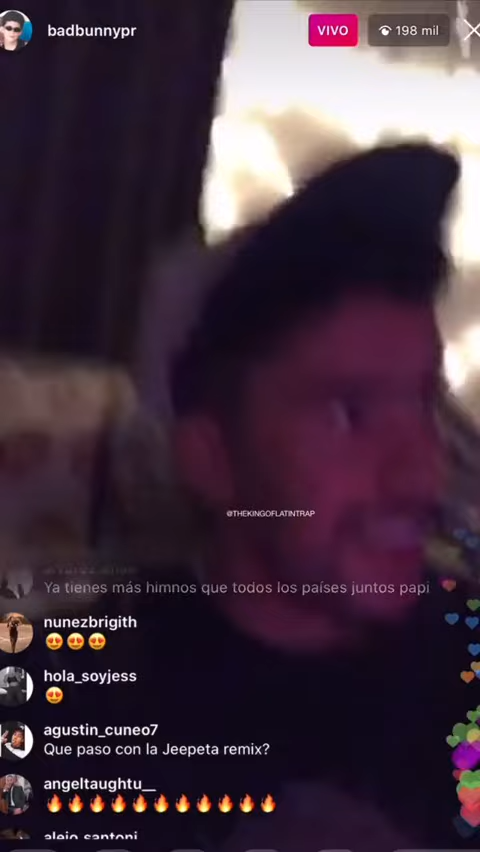 badbunnypr
VIVO
198 mil
@THEKINGOFLATINTRAP
Ya tienes más himnos que todos los países juntos papi
nunezbrigith
😍😍😍
hola_soyjess
😍
agustin_cuneo7
Que paso con la Jeepeta remix?
angeltaughtu__
🔥🔥🔥🔥🔥🔥🔥🔥🔥🔥🔥
alejo_santoni